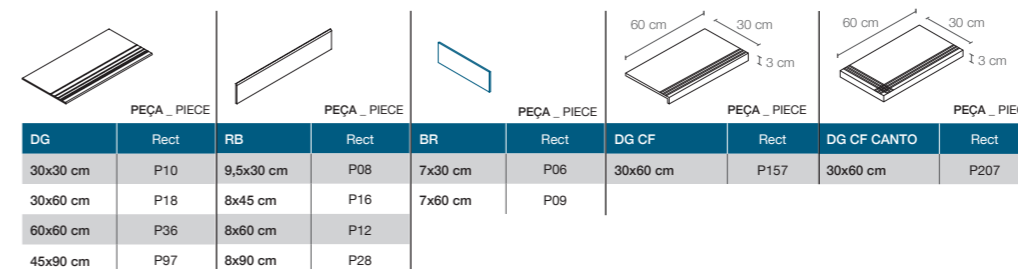 60 cm 30 cm 60 cm 30 cm
3 cm 3 cm
PEÇA _ PIECE PEÇA _ PIECE PEÇA _ PIECE PEÇA _ PIECE PEÇA _
DG Rect RB Rect BR Rect DG CF Rect DG CF CANTO Rect
30x30 cm P10 9,5x30 cm P08 7x30 cm P06 30x60 cm P157 30x60 cm P207
30x60 cm P18 8x45 cm P16 7x60 cm P09
60x60 cm P36 8x60 cm P12
45x90 cm P97 8x90 cm P28